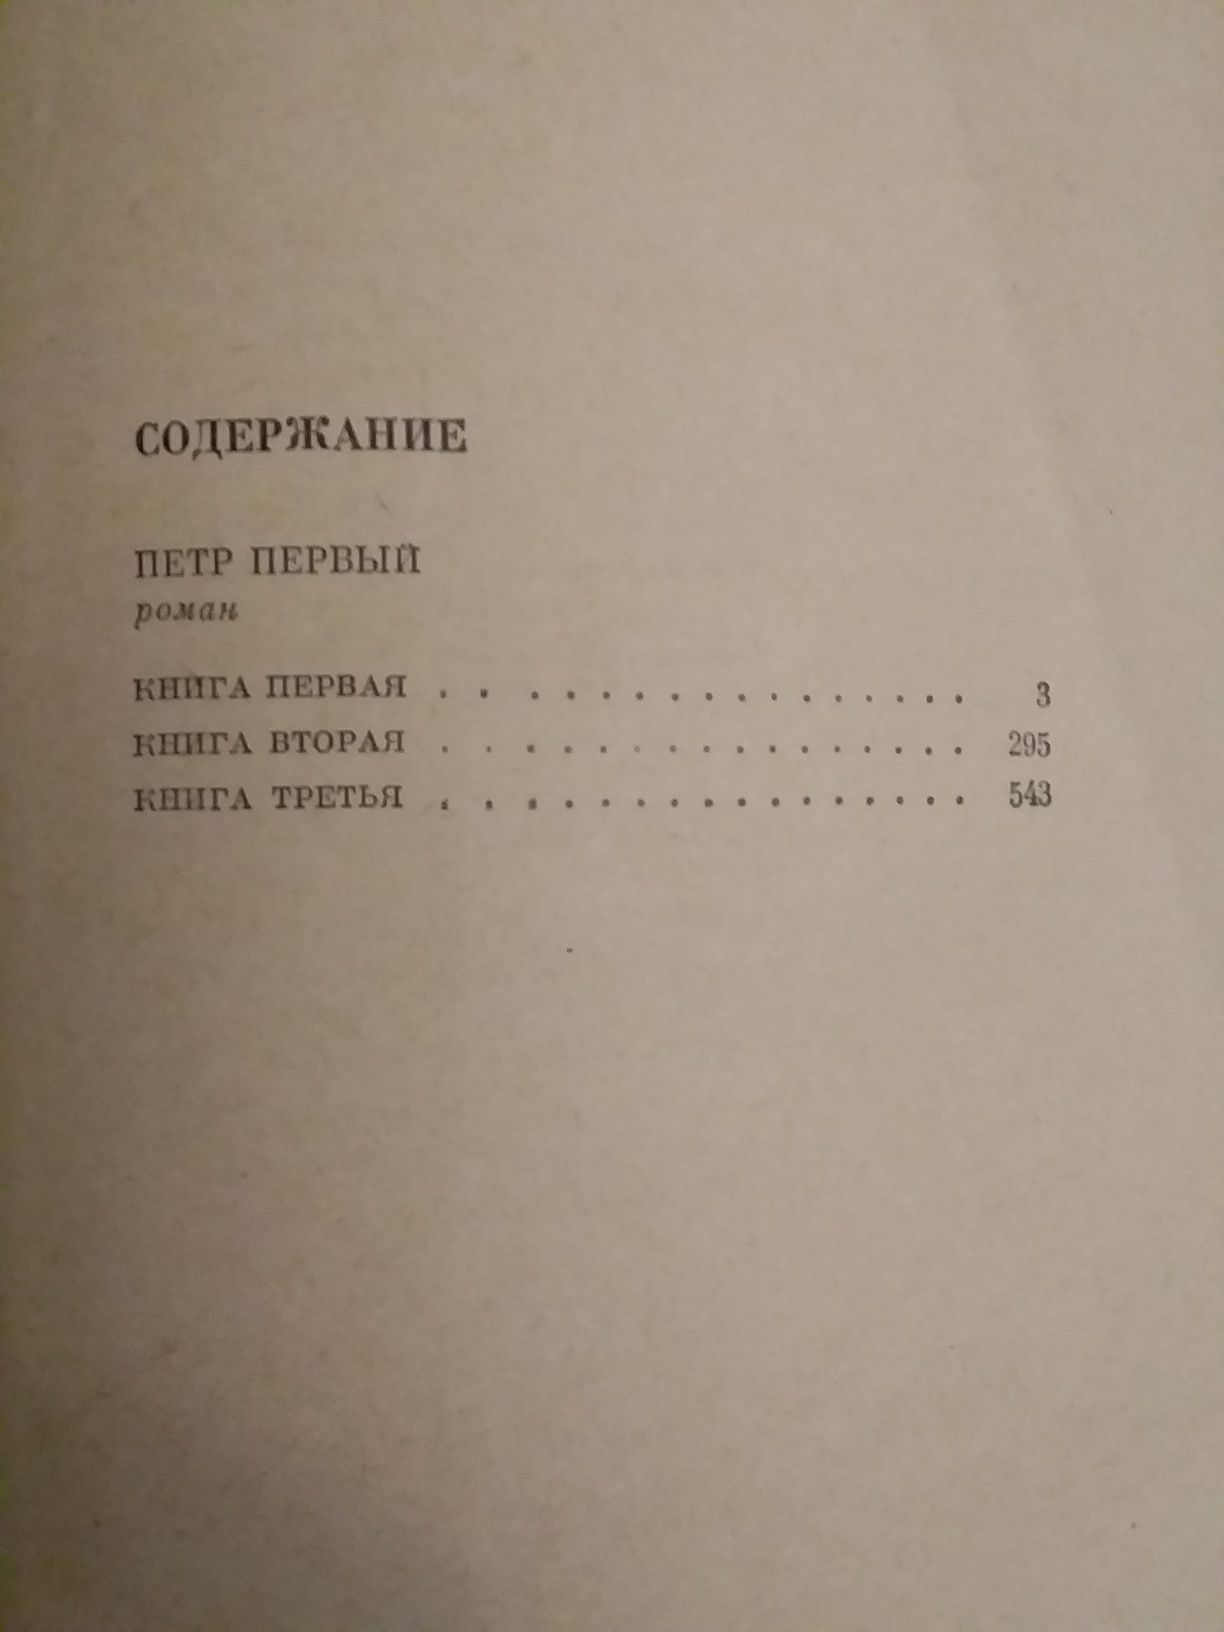 СОДЕРЖАНИЕ
ПЕТР ПЕРВЫЙ
роман
КНИГА ПЕРВАЯ . . . . . . . . . . . . . . . 3
КНИГА ВТОРАЯ . . . . . . . . . . . . . . . 295
КНИГА ТРЕТЬЯ . . . . . . . . . . . . . . . 543